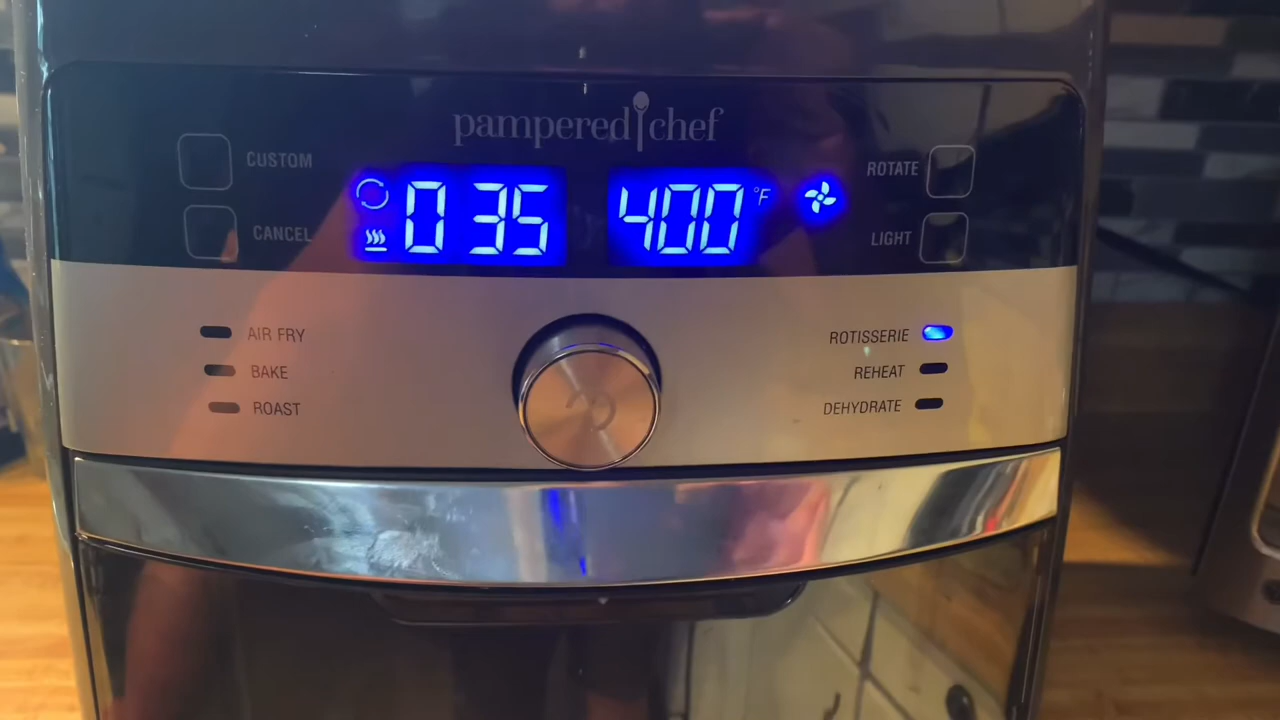 pampered chef
CUSTOM
ROTATE
0 35
400 °F
CANCEL
LIGHT
AIR FRY
ROTISSERIE
BAKE
REHEAT
ROAST
DEHYDRATE